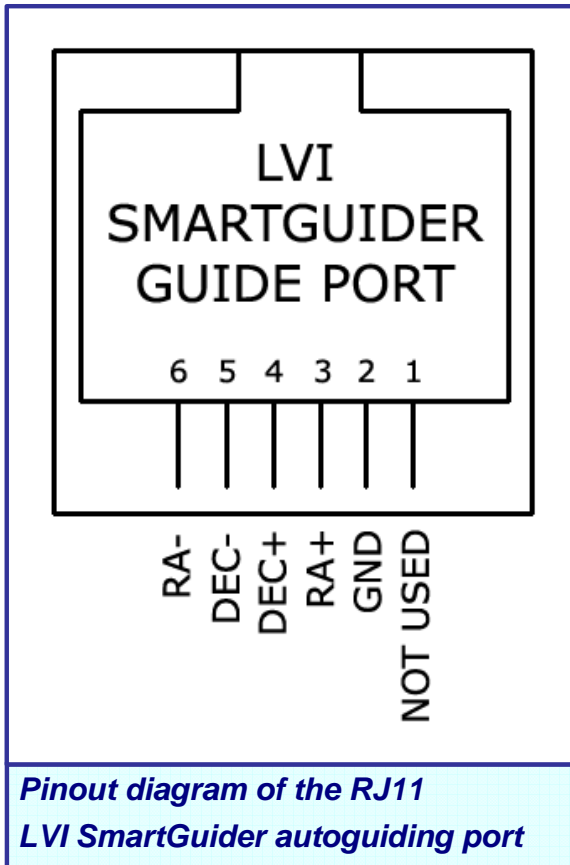 LVI
SMARTGUIDER
GUIDE PORT
6 5 4 3 2 1
RA-
DEC-
DEC+
RA+
GND
NOT USED
Pinout diagram of the RJ11
LVI SmartGuider autoguiding port